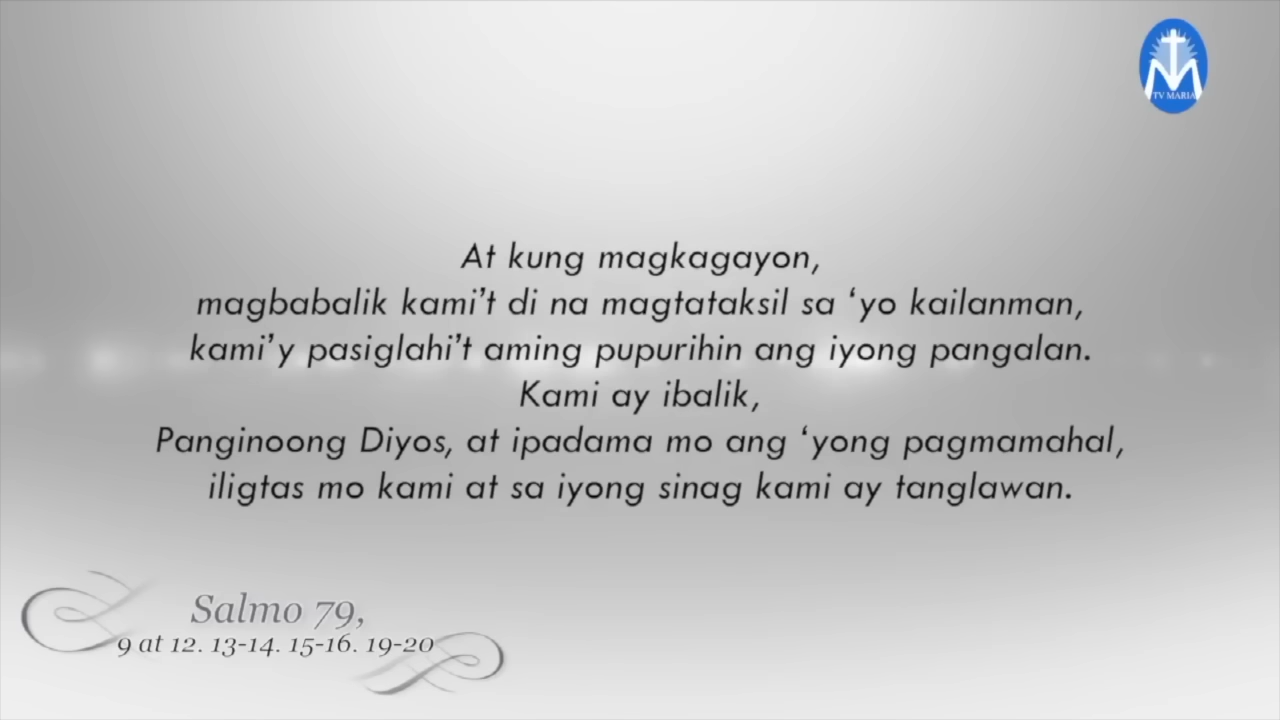 TV MARIA
At kung magkagayon,
magbabalik kami’t di na magtataksil sa ‘yo kailanman,
kami’y pasiglahi’t aming pupurihin ang iyong pangalan.
Kami ay ibalik,
Panginoong Diyos, at ipadama mo ang ‘yong pagmamahal,
iligtas mo kami at sa iyong sinag kami ay tanglawan.
Salmo 79,
9 at 12. 13-14. 15-16. 19-20